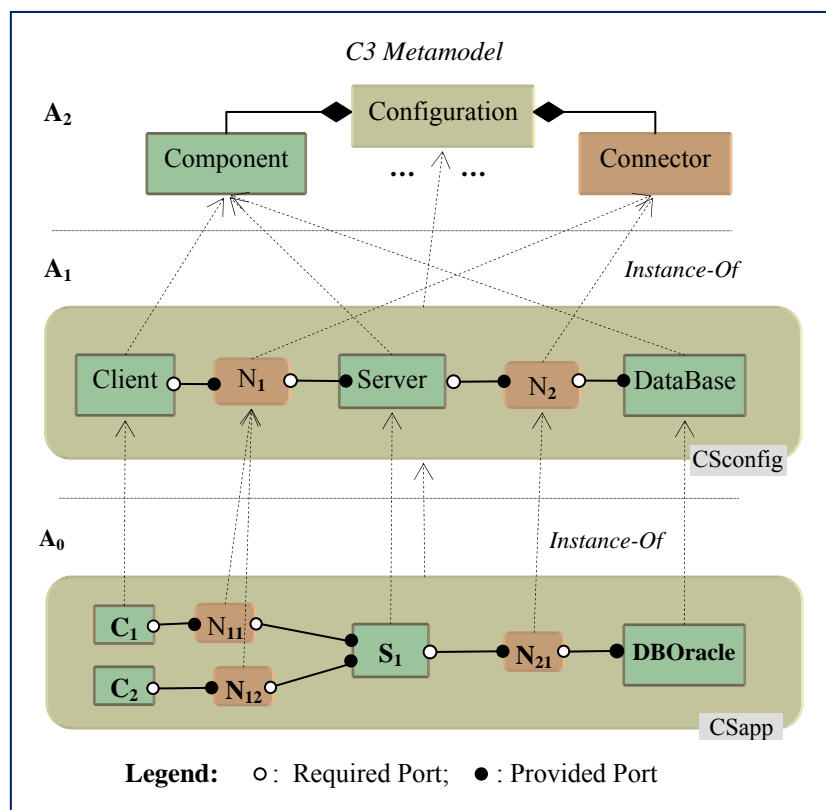 C3 Metamodel
A₂
Configuration
Component
... ...
Connector
A₁
Instance-Of
Client
N₁
Server
N₂
DataBase
CSconfig
A₀
Instance-Of
C₁
N₁₁
S₁
N₂₁
DBOracle
C₂
N₁₂
CSapp
Legend: : Required Port; : Provided Port